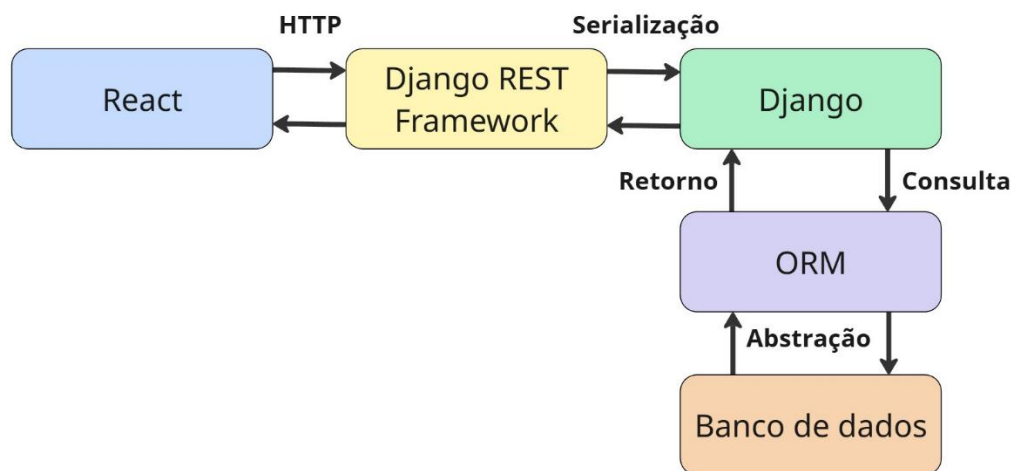 HTTP
Serialização
React
Django REST
Framework
Django
Retorno
Consulta
ORM
Abstração
Banco de dados